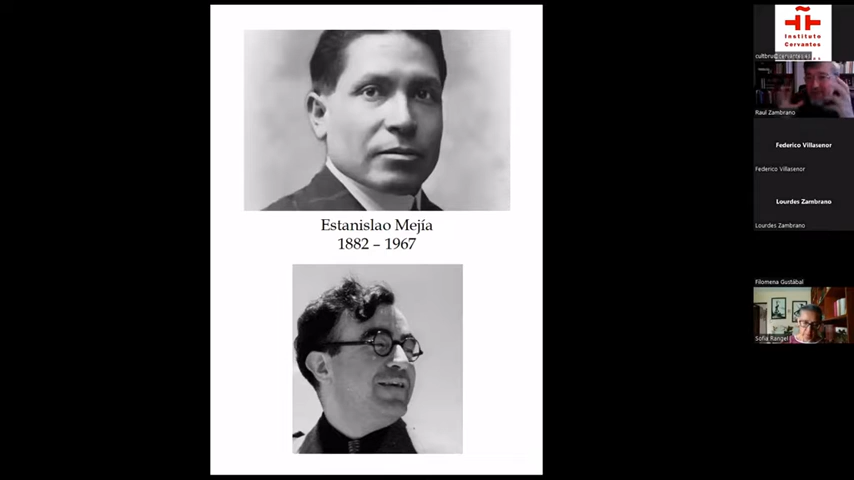 Estanislao Mejía
1882 – 1967
Instituto
Cervantes
Raul Zambrano
Federico Villasenor
Federico Villasenor
Lourdes Zambrano
Lourdes Zambrano
Filomena Gustábal
Sofia Rangel